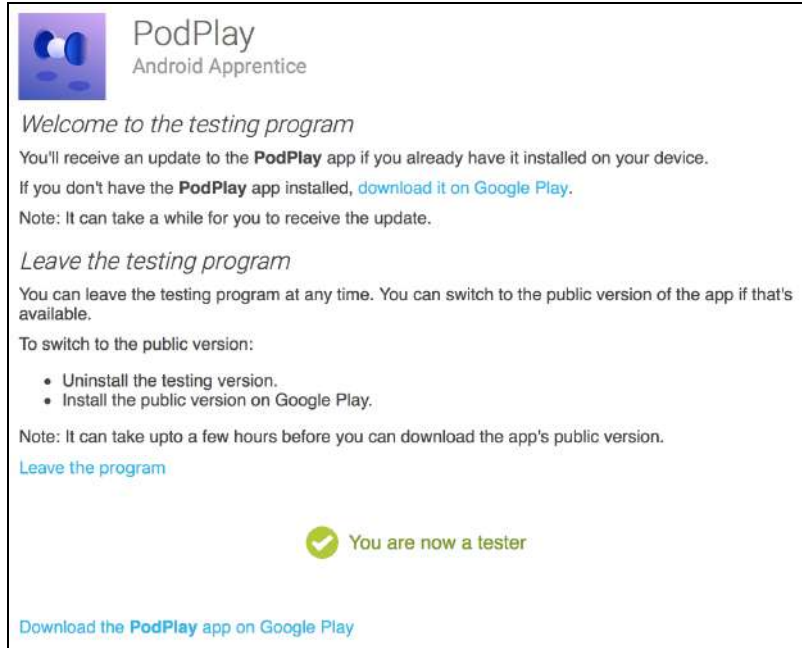 PodPlay
Android Apprentice
Welcome to the testing program
You'll receive an update to the PodPlay app if you already have it installed on your device.
If you don't have the PodPlay app installed, download it on Google Play.
Note: It can take a while for you to receive the update.
Leave the testing program
You can leave the testing program at any time. You can switch to the public version of the app if that's
available.
To switch to the public version:
• Uninstall the testing version.
• Install the public version on Google Play.
Note: It can take upto a few hours before you can download the app's public version.
Leave the program
You are now a tester
Download the PodPlay app on Google Play